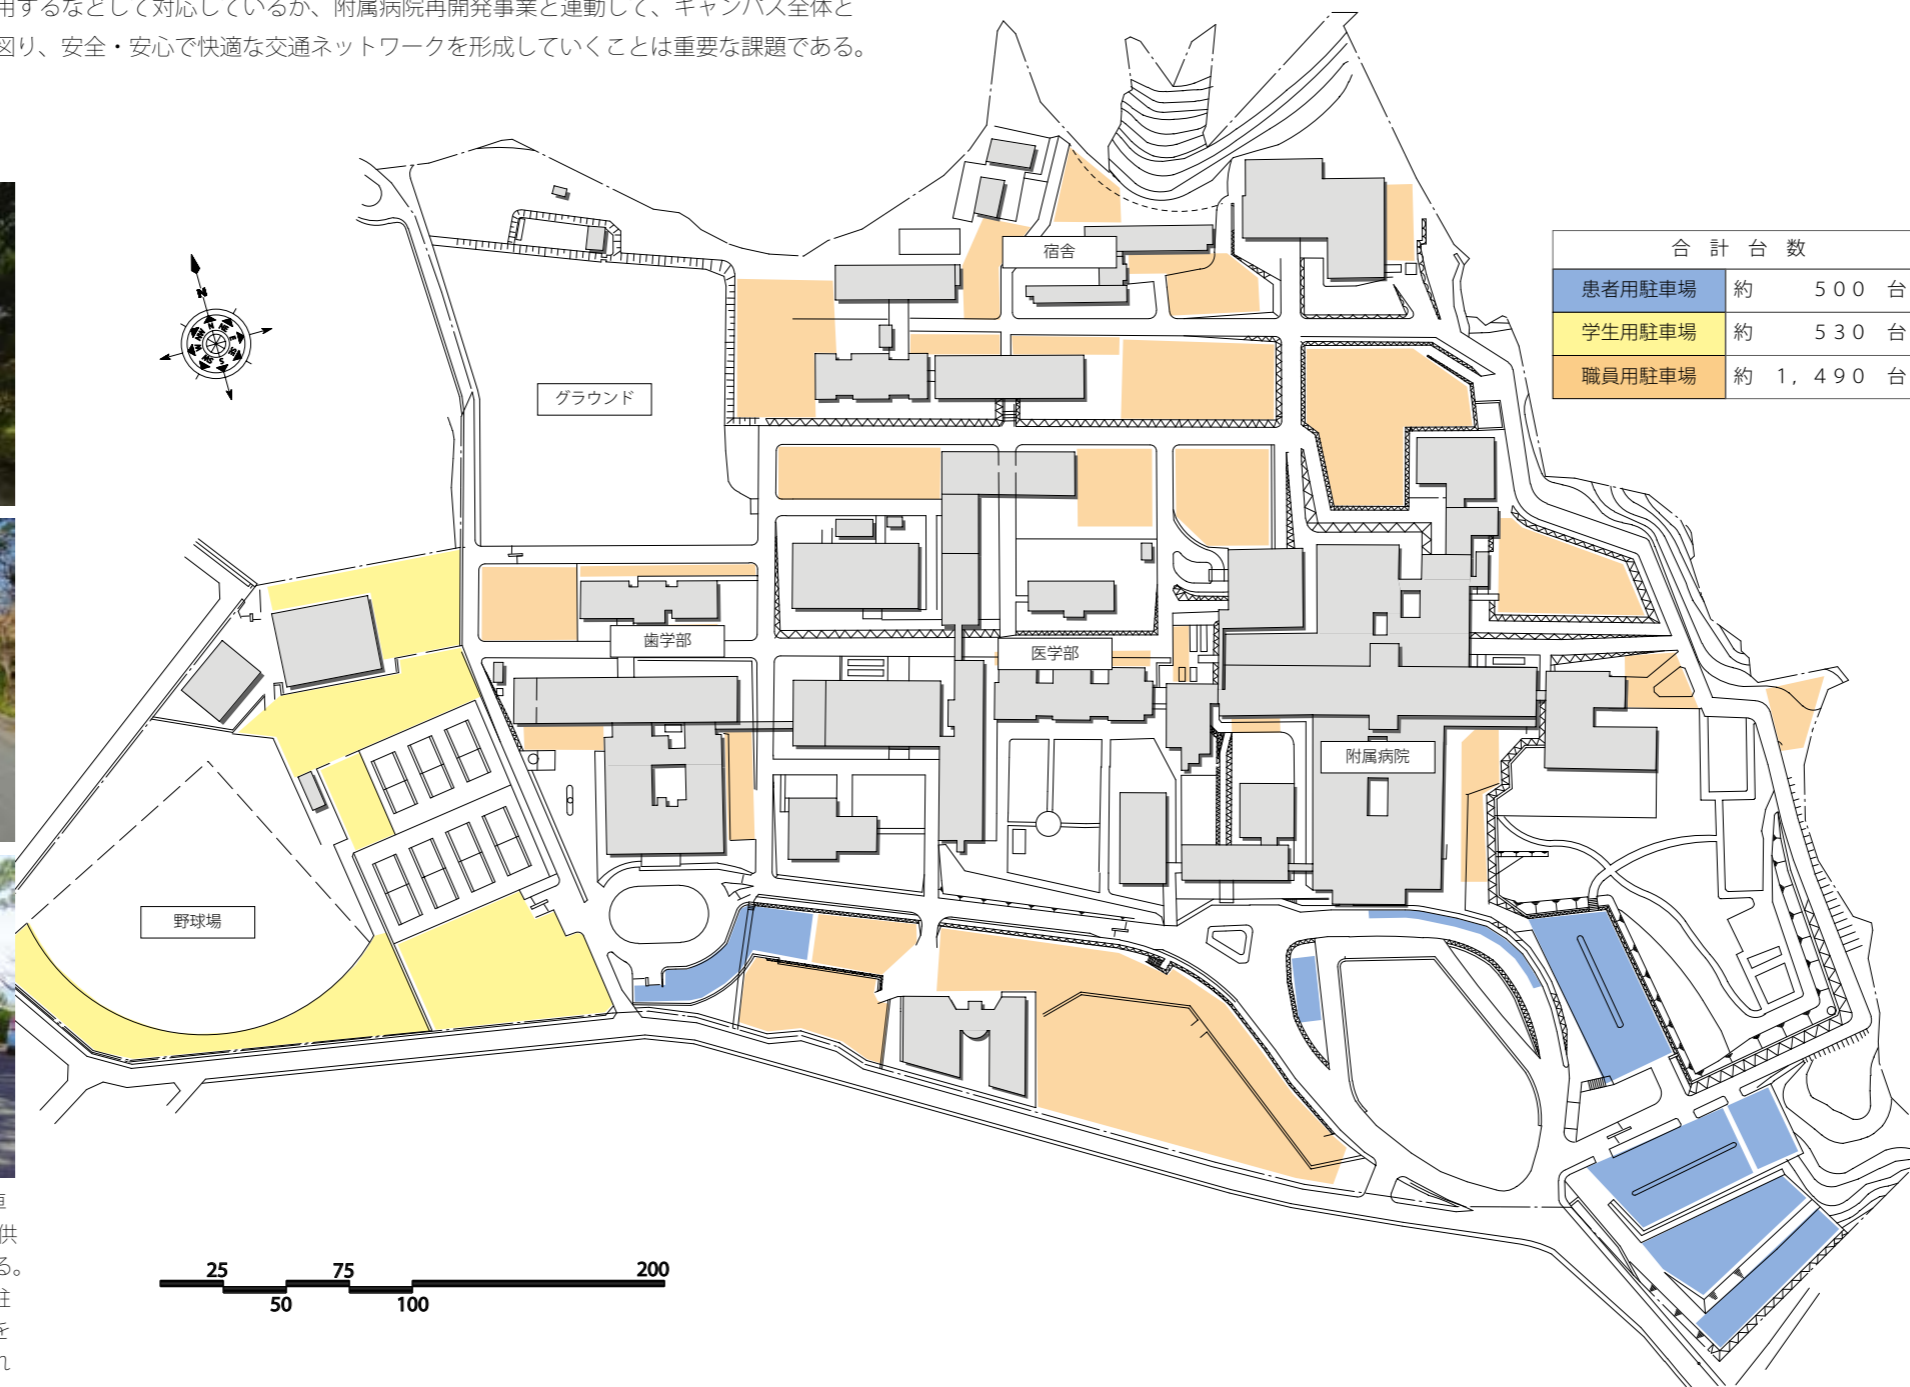 用するなどして対応しているが、附属病院再開発事業と連動して、キャンパス全体と
図り、安全・安心で快適な交通ネットワークを形成していくことは重要な課題である。
宿舎
合計台数
患者用駐車場 約 500 台
学生用駐車場 約 530 台
職員用駐車場 約 1,490 台
N
N
NE
E
SE
S
SW
W
NW
グラウンド
歯学部
医学部
附属病院
野球場
供
る。
を
れ
25 75 200
50 100